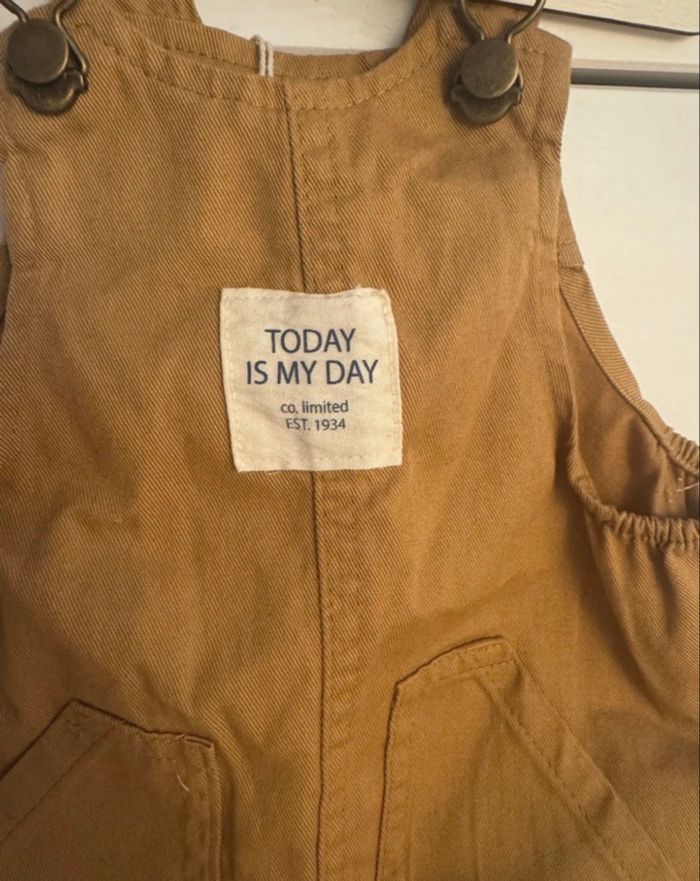 TODAY
IS MY DAY
co. limited
EST. 1934